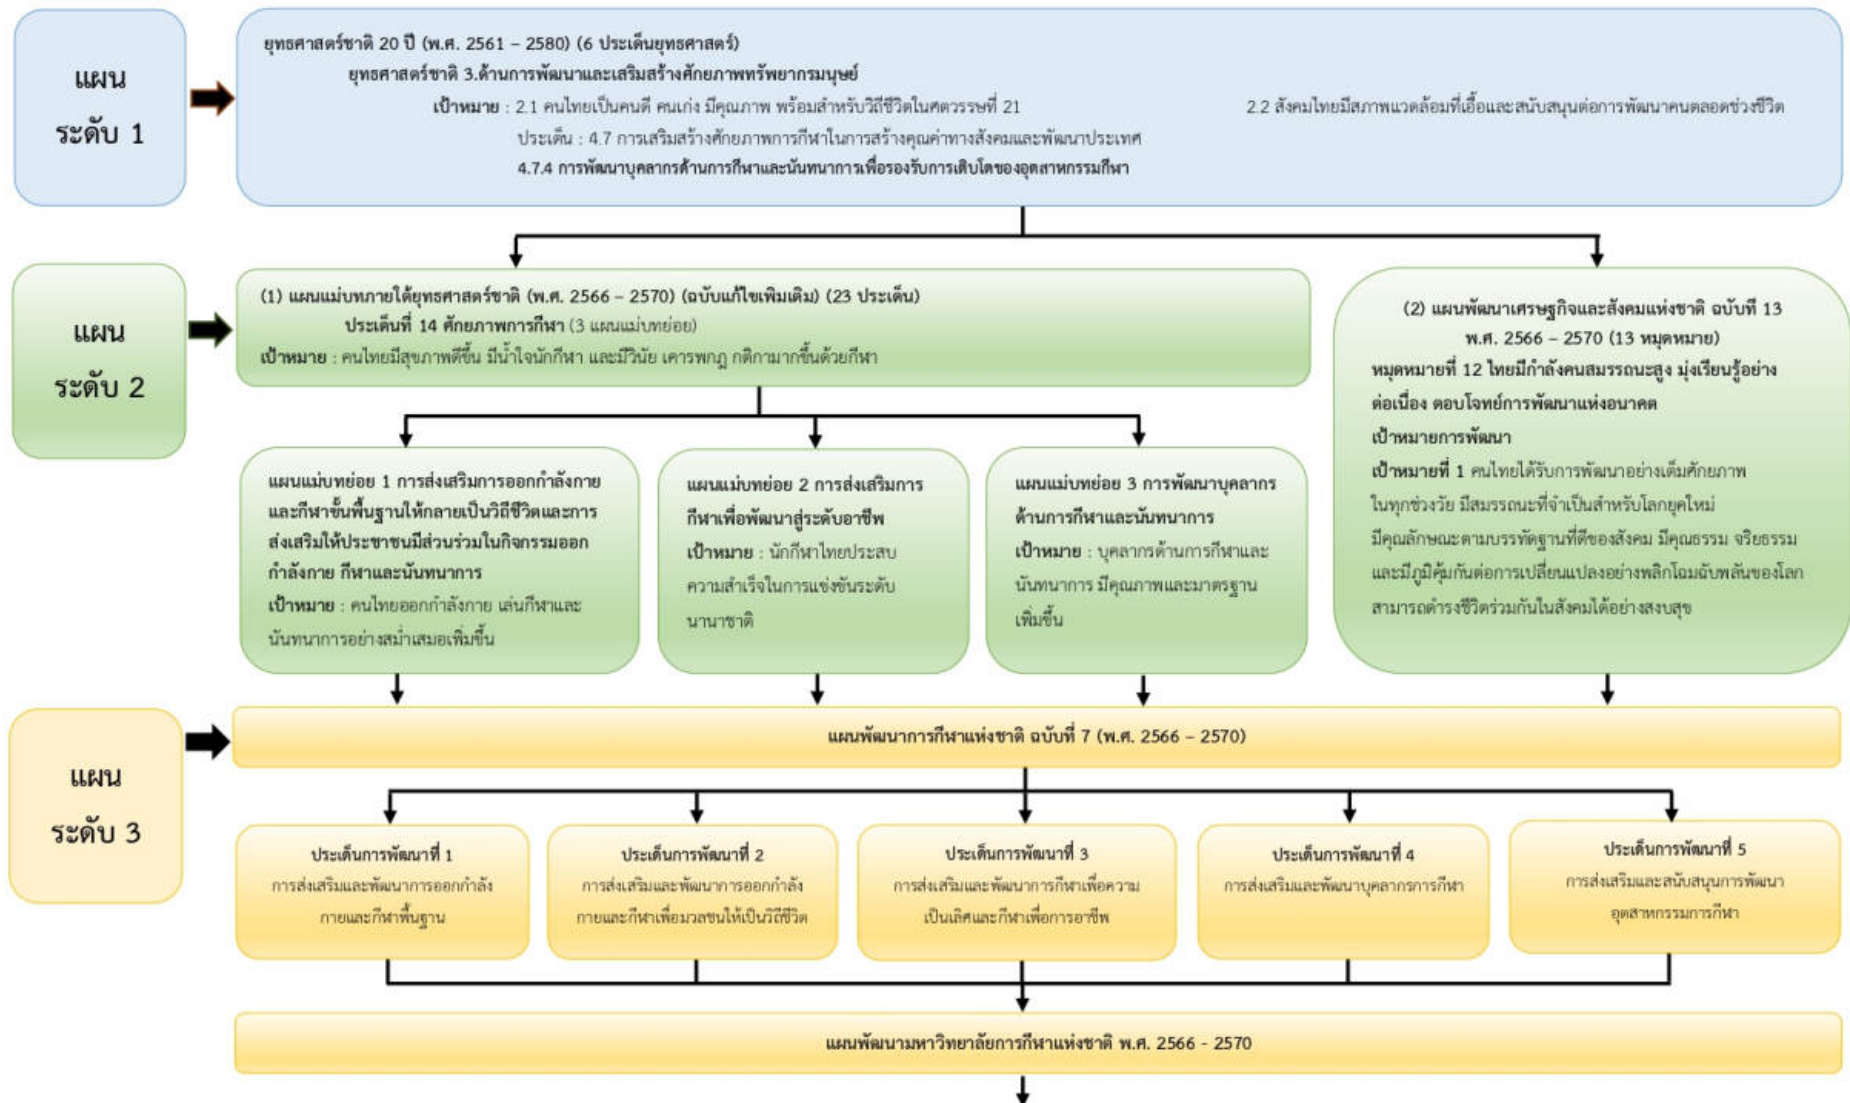 แผน
ระดับ 1
ยุทธศาสตร์ชาติ 20 ปี (พ.ศ. 2561 – 2580) (6 ประเด็นยุทธศาสตร์)
ยุทธศาสตร์ชาติ 3.ด้านการพัฒนาและเสริมสร้างศักยภาพทรัพยากรมนุษย์
เป้าหมาย : 2.1 คนไทยเป็นคนดี คนเก่ง มีคุณภาพ พร้อมสำหรับวิถีชีวิตในศตวรรษที่ 21 2.2 สังคมไทยมีสภาพแวดล้อมที่เอื้อและสนับสนุนต่อการพัฒนาคนตลอดช่วงชีวิต
ประเด็น : 4.7 การเสริมสร้างศักยภาพการกีฬาในการสร้างคุณค่าทางสังคมและพัฒนาประเทศ
4.7.4 การพัฒนาบุคลากรด้านการกีฬาและนันทนาการเพื่อรองรับการเติบโตของอุตสาหกรรมกีฬา
แผน
ระดับ 2
(1) แผนแม่บทภายใต้ยุทธศาสตร์ชาติ (พ.ศ. 2566 – 2570) (ฉบับแก้ไขเพิ่มเติม) (23 ประเด็น)
ประเด็นที่ 14 ศักยภาพการกีฬา (3 แผนแม่บทย่อย)
เป้าหมาย : คนไทยมีสุขภาพดีขึ้น มีน้ำใจนักกีฬา และมีวินัย เคารพกฎ กติกามากขึ้นด้วยกีฬา
(2) แผนพัฒนาเศรษฐกิจและสังคมแห่งชาติ ฉบับที่ 13
พ.ศ. 2566 – 2570 (13 หมุดหมาย)
หมุดหมายที่ 12 ไทยมีกำลังคนสมรรถนะสูง มุ่งเรียนรู้อย่าง
ต่อเนื่อง ตอบโจทย์การพัฒนาแห่งอนาคต
เป้าหมายการพัฒนา
เป้าหมายที่ 1 คนไทยได้รับการพัฒนาอย่างเต็มศักยภาพ
ในทุกช่วงวัย มีสมรรถนะที่จำเป็นสำหรับโลกยุคใหม่
มีคุณลักษณะตามบรรทัดฐานที่ดีของสังคม มีคุณธรรม จริยธรรม
และมีภูมิคุ้มกันต่อการเปลี่ยนแปลงอย่างพลิกโฉมฉับพลันของโลก
สามารถดำรงชีวิตร่วมกันในสังคมได้อย่างสงบสุข
แผนแม่บทย่อย 1 การส่งเสริมการออกกำลังกาย
และกีฬาขั้นพื้นฐานให้กลายเป็นวิถีชีวิตและการ
ส่งเสริมให้ประชาชนมีส่วนร่วมในกิจกรรมออก
กำลังกาย กีฬาและนันทนาการ
เป้าหมาย : คนไทยออกกำลังกาย เล่นกีฬาและ
นันทนาการอย่างสม่ำเสมอเพิ่มขึ้น
แผนแม่บทย่อย 2 การส่งเสริมการ
กีฬาเพื่อพัฒนาสู่ระดับอาชีพ
เป้าหมาย : นักกีฬาไทยประสบ
ความสำเร็จในการแข่งขันระดับ
นานาชาติ
แผนแม่บทย่อย 3 การพัฒนาบุคลากร
ด้านการกีฬาและนันทนาการ
เป้าหมาย : บุคลากรด้านการกีฬาและ
นันทนาการ มีคุณภาพและมาตรฐาน
เพิ่มขึ้น
แผน
ระดับ 3
แผนพัฒนาการกีฬาแห่งชาติ ฉบับที่ 7 (พ.ศ. 2566 – 2570)
ประเด็นการพัฒนาที่ 1
การส่งเสริมและพัฒนาการออกกำลัง
กายและกีฬาพื้นฐาน
ประเด็นการพัฒนาที่ 2
การส่งเสริมและพัฒนาการออกกำลัง
กายและกีฬาเพื่อมวลชนให้เป็นวิถีชีวิต
ประเด็นการพัฒนาที่ 3
การส่งเสริมและพัฒนาการกีฬาเพื่อความ
เป็นเลิศและกีฬาเพื่อการอาชีพ
ประเด็นการพัฒนาที่ 4
การส่งเสริมและพัฒนาบุคลากรการกีฬา
ประเด็นการพัฒนาที่ 5
การส่งเสริมและสนับสนุนการพัฒนา
อุตสาหกรรมการกีฬา
แผนพัฒนามหาวิทยาลัยการกีฬาแห่งชาติ พ.ศ. 2566 - 2570